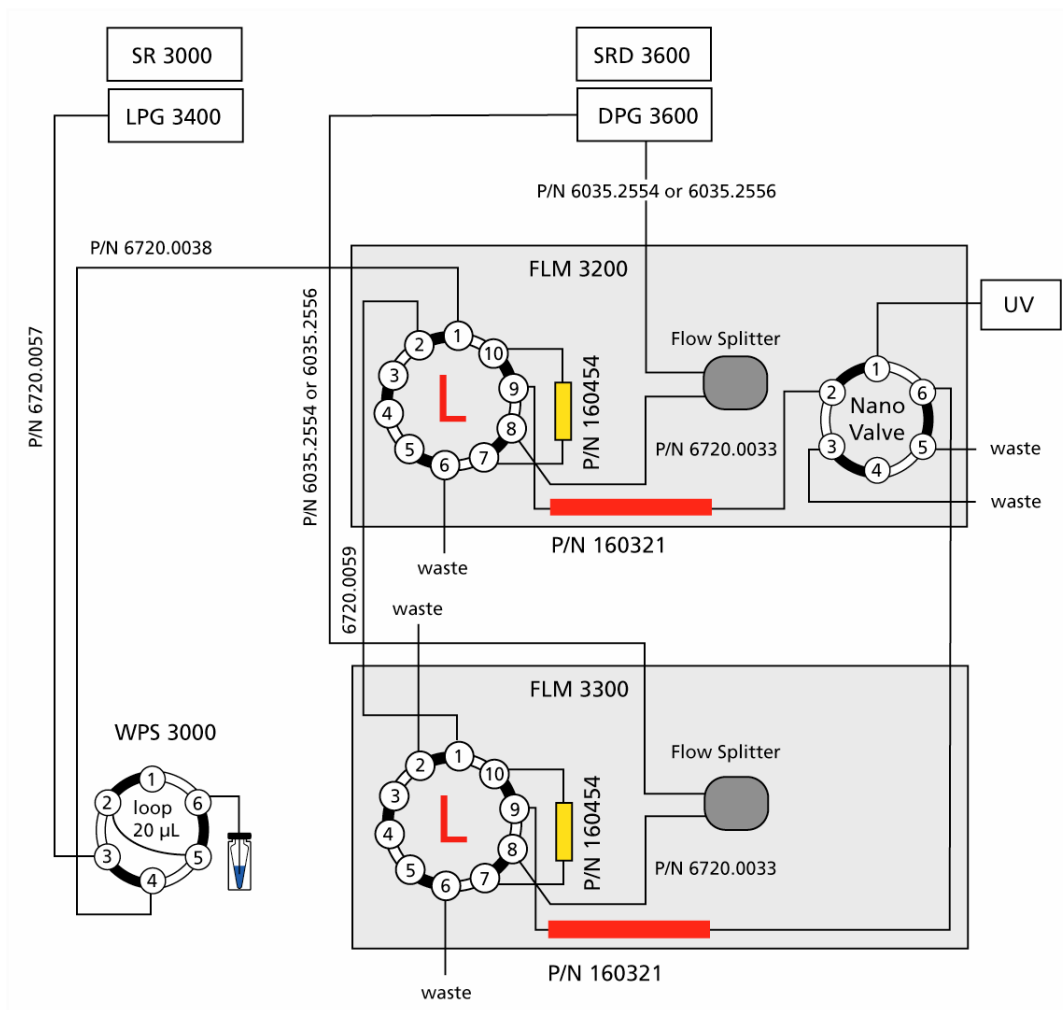 SR 3000
LPG 3400
SRD 3600
DPG 3600
P/N 6035.2554 or 6035.2556
P/N 6720.0038
P/N 6720.0057
P/N 6035.2554 or 6035.2556
FLM 3200
1
2
3
4
5
6
7
8
9
10
L
P/N 160454
Flow Splitter
P/N 6720.0033
UV
1
2
3
4
5
6
Nano
Valve
waste
waste
P/N 160321
waste
6720.0059
waste
FLM 3300
1
2
3
4
5
6
7
8
9
10
L
P/N 160454
Flow Splitter
P/N 6720.0033
P/N 160321
waste
WPS 3000
1
2
3
4
5
6
loop
20 µL